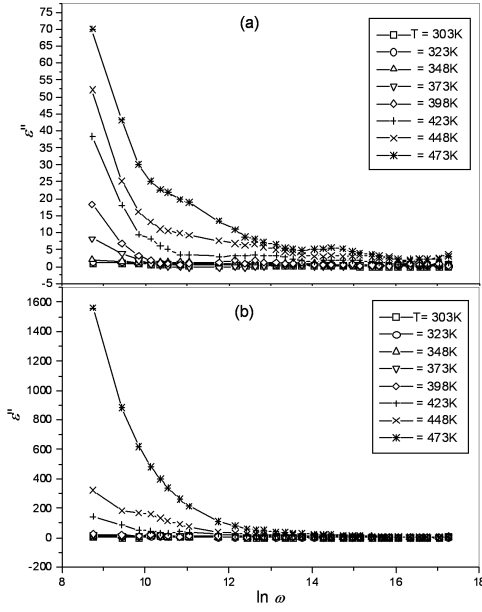 (a)
75
70
65
60
55
50
45
40
35
30
25
20
15
10
5
0
-5
ε"
T = 303K
= 323K
= 348K
= 373K
= 398K
= 423K
= 448K
= 473K
(b)
1600
1400
1200
1000
800
600
400
200
0
-200
ε"
T = 303K
= 323K
= 348K
= 373K
= 398K
= 423K
= 448K
= 473K
8 10 12 14 16 18
ln ω